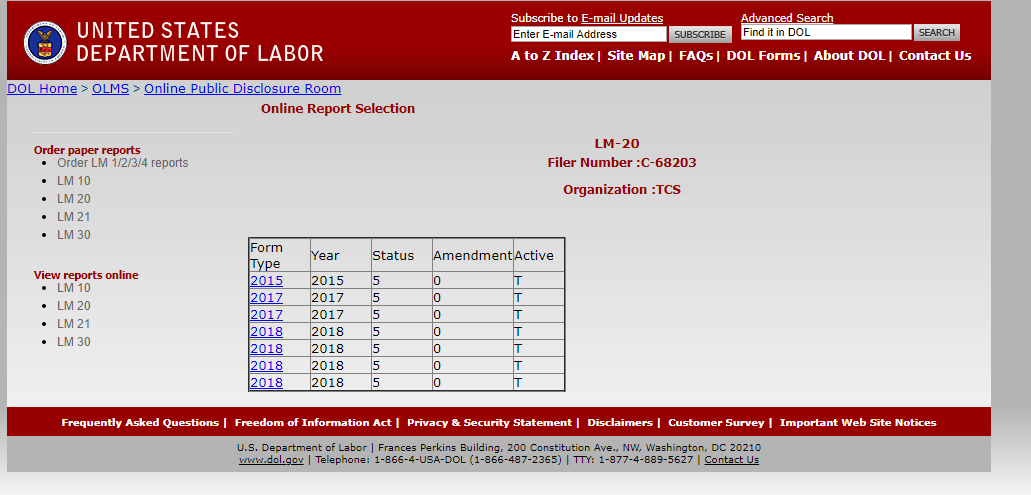 UNITED STATES
DEPARTMENT OF LABOR
Subscribe to E-mail Updates
Enter E-mail Address SUBSCRIBE
Advanced Search
Find it in DOL SEARCH
A to Z Index | Site Map | FAQs | DOL Forms | About DOL | Contact Us
DOL Home > OLMS > Online Public Disclosure Room
Online Report Selection
Order paper reports
Order LM 1/2/3/4 reports
LM 10
LM 20
LM 21
LM 30
View reports online
LM 10
LM 20
LM 21
LM 30
LM-20
Filer Number :C-68203
Organization :TCS
Form Type Year Status Amendment Active
2015 2015 5 0 T
2017 2017 5 0 T
2017 2017 5 0 T
2018 2018 5 0 T
2018 2018 5 0 T
2018 2018 5 0 T
2018 2018 5 0 T
Frequently Asked Questions | Freedom of Information Act | Privacy & Security Statement | Disclaimers | Customer Survey | Important Web Site Notices
U.S. Department of Labor | Frances Perkins Building, 200 Constitution Ave., NW, Washington, DC 20210
www.dol.gov | Telephone: 1-866-4-USA-DOL (1-866-487-2365) | TTY: 1-877-4-889-5627 | Contact Us